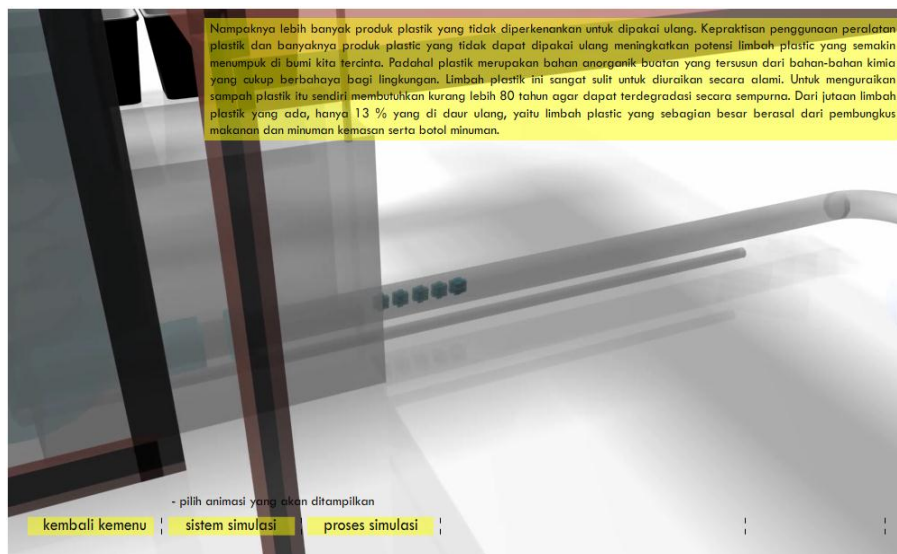 Nampaknya lebih banyak produk plastik yang tidak diperkenankan untuk dipakai ulang. Kepraktisan penggunaan peralatan
plastik dan banyaknya produk plastic yang tidak dapat dipakai ulang meningkatkan potensi limbah plastic yang semakin
menumpuk di bumi kita tercinta. Padahal plastik merupakan bahan anorganik buatan yang tersusun dari bahan-bahan kimia
yang cukup berbahaya bagi lingkungan. Limbah plastik ini sangat sulit untuk diuraikan secara alami. Untuk menguraikan
sampah plastik itu sendiri membutuhkan kurang lebih 80 tahun agar dapat terdegradasi secara sempurna. Dari jutaan limbah
plastik yang ada, hanya 13 % yang di daur ulang, yaitu limbah plastic yang sebagian besar berasal dari pembungkus
makanan dan minuman kemasan serta botol minuman.
- pilih animasi yang akan ditampilkan
kembali kemenu ¦ sistem simulasi ¦ proses simulasi ¦